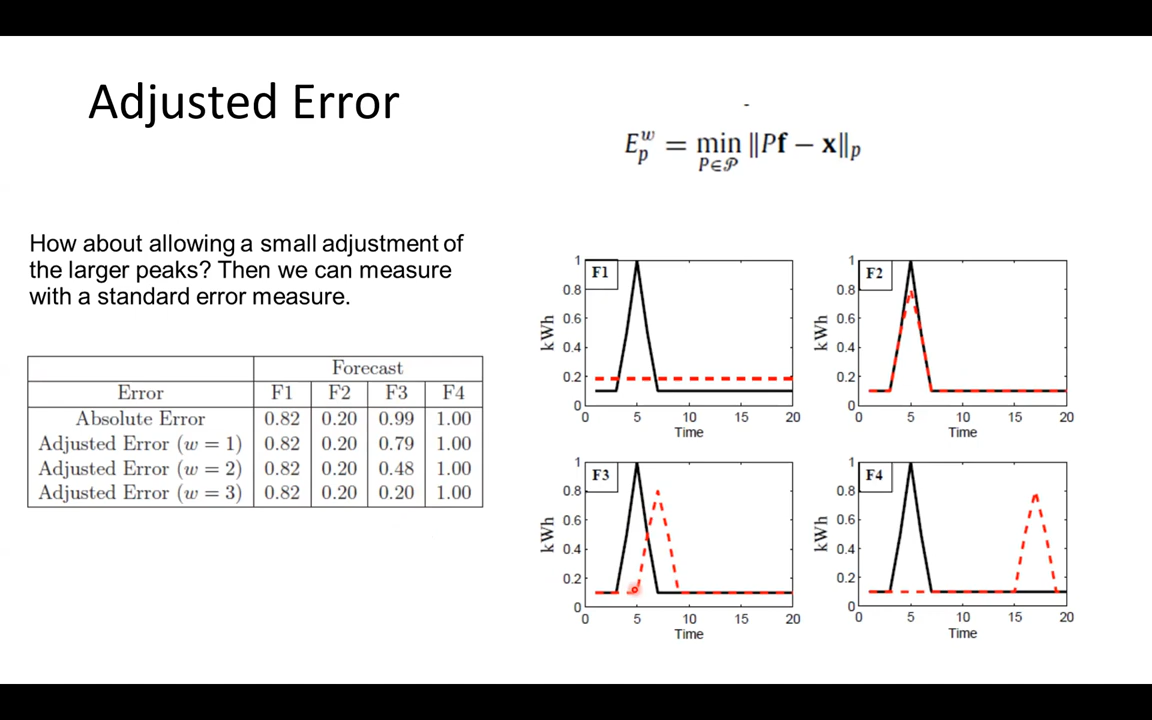 Adjusted Error
E_p^w = min_{P∈𝒫} ‖Pf − x‖_p
How about allowing a small adjustment of
the larger peaks? Then we can measure
with a standard error measure.
Forecast
Error F1 F2 F3 F4
Absolute Error 0.82 0.20 0.99 1.00
Adjusted Error (w = 1) 0.82 0.20 0.79 1.00
Adjusted Error (w = 2) 0.82 0.20 0.48 1.00
Adjusted Error (w = 3) 0.82 0.20 0.20 1.00
F1
kWh
1
0.8
0.6
0.4
0.2
0
0 5 10 15 20
Time
F2
kWh
1
0.8
0.6
0.4
0.2
0
0 5 10 15 20
Time
F3
kWh
1
0.8
0.6
0.4
0.2
0
0 5 10 15 20
Time
F4
kWh
1
0.8
0.6
0.4
0.2
0
0 5 10 15 20
Time